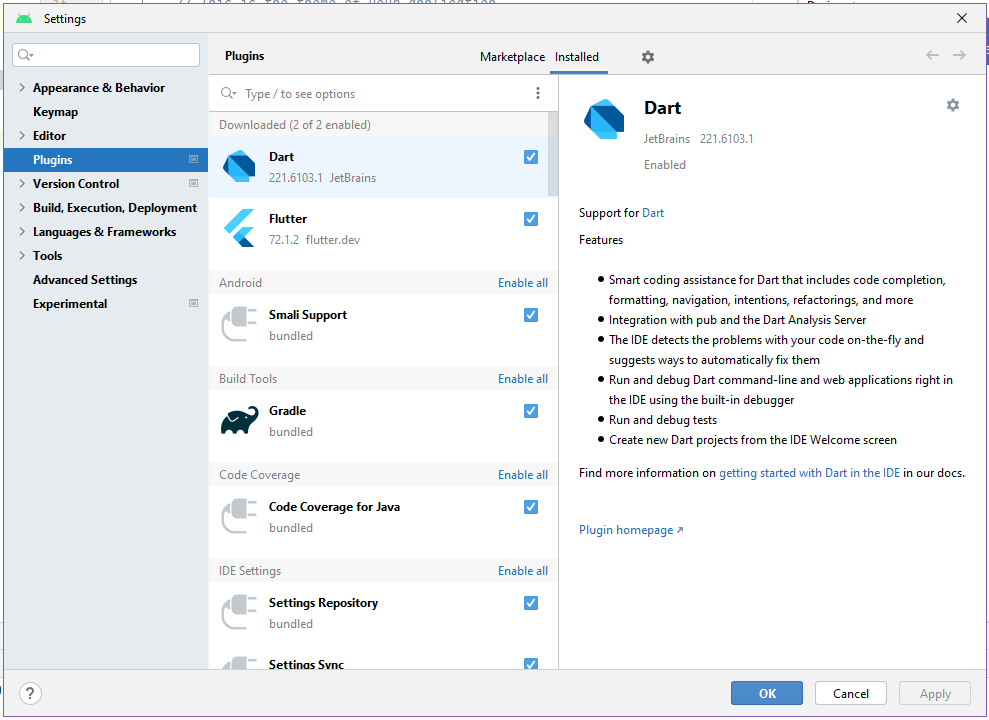 // This is the theme of your application
Settings
Appearance & Behavior
Keymap
Editor
Plugins
Version Control
Build, Execution, Deployment
Languages & Frameworks
Tools
Advanced Settings
Experimental
Plugins
Marketplace
Installed
Type / to see options
Downloaded (2 of 2 enabled)
Dart
221.6103.1 JetBrains
Flutter
72.1.2 flutter.dev
Android
Enable all
Smali Support
bundled
Build Tools
Enable all
Gradle
bundled
Code Coverage
Enable all
Code Coverage for Java
bundled
IDE Settings
Enable all
Settings Repository
bundled
Settings Sync
Dart
JetBrains 221.6103.1
Enabled
Support for Dart
Features
Smart coding assistance for Dart that includes code completion,
formatting, navigation, intentions, refactorings, and more
Integration with pub and the Dart Analysis Server
The IDE detects the problems with your code on-the-fly and
suggests ways to automatically fix them
Run and debug Dart command-line and web applications right in
the IDE using the built-in debugger
Run and debug tests
Create new Dart projects from the IDE Welcome screen
Find more information on getting started with Dart in the IDE in our docs.
Plugin homepage ↗
?
OK
Cancel
Apply